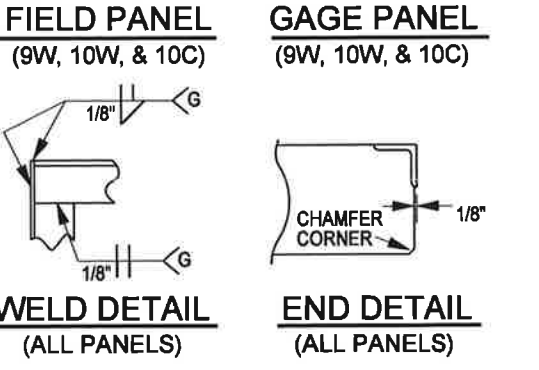 FIELD PANEL
(9W, 10W, & 10C)
GAGE PANEL
(9W, 10W, & 10C)
1/8"
G
1/8"
G
CHAMFER
CORNER
1/8"
WELD DETAIL
(ALL PANELS)
END DETAIL
(ALL PANELS)